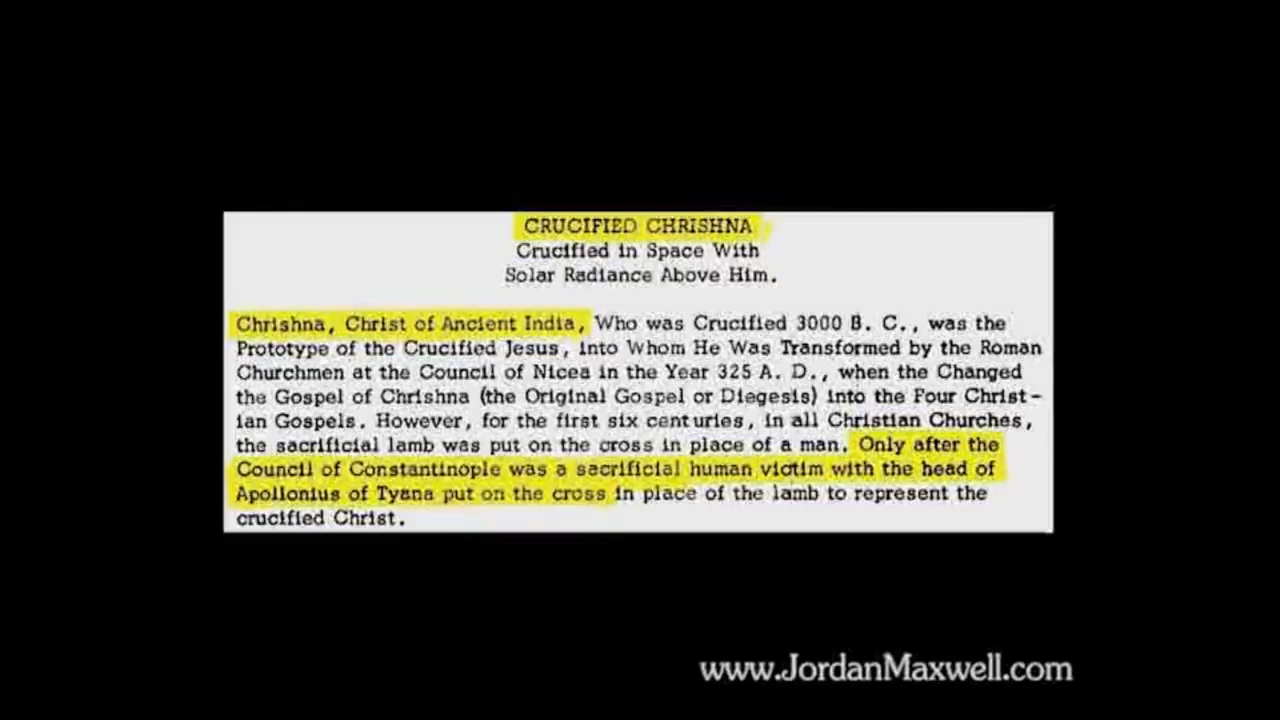 CRUCIFIED CHRISHNA
Crucified in Space With
Solar Radiance Above Him.
Chrishna, Christ of Ancient India, Who was Crucified 3000 B. C., was the
Prototype of the Crucified Jesus, into Whom He Was Transformed by the Roman
Churchmen at the Council of Nicea in the Year 325 A. D., when the Changed
the Gospel of Chrishna (the Original Gospel or Diegesis) into the Four Christ-
ian Gospels. However, for the first six centuries, in all Christian Churches,
the sacrificial lamb was put on the cross in place of a man. Only after the
Council of Constantinople was a sacrificial human victim with the head of
Apollonius of Tyana put on the cross in place of the lamb to represent the
crucified Christ.
www.JordanMaxwell.com